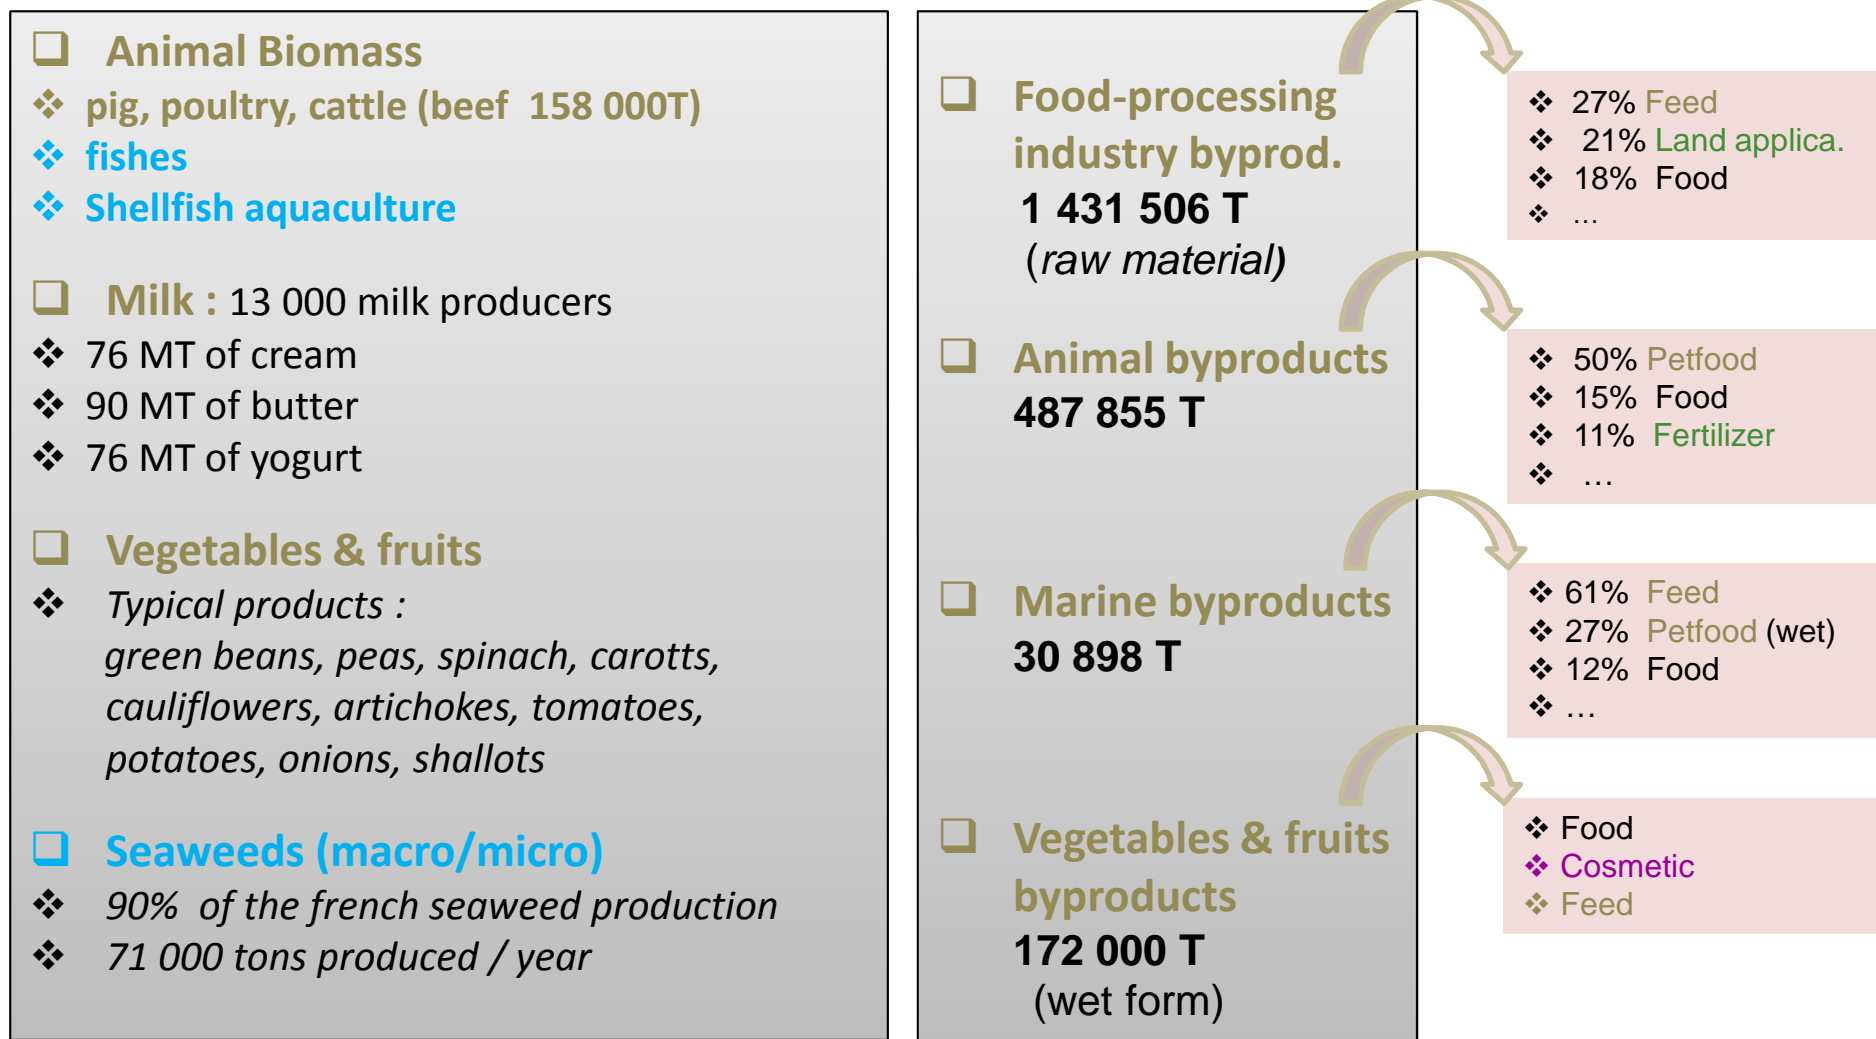 Animal Biomass
pig, poultry, cattle (beef 158 000T)
fishes
Shellfish aquaculture
Milk : 13 000 milk producers
76 MT of cream
90 MT of butter
76 MT of yogurt
Vegetables & fruits
Typical products :
green beans, peas, spinach, carotts,
cauliflowers, artichokes, tomatoes,
potatoes, onions, shallots
Seaweeds (macro/micro)
90% of the french seaweed production
71 000 tons produced / year
Food-processing
industry byprod.
1 431 506 T
(raw material)
Animal byproducts
487 855 T
Marine byproducts
30 898 T
Vegetables & fruits
byproducts
172 000 T
(wet form)
27% Feed
21% Land applica.
18% Food
...
50% Petfood
15% Food
11% Fertilizer
...
61% Feed
27% Petfood (wet)
12% Food
...
Food
Cosmetic
Feed